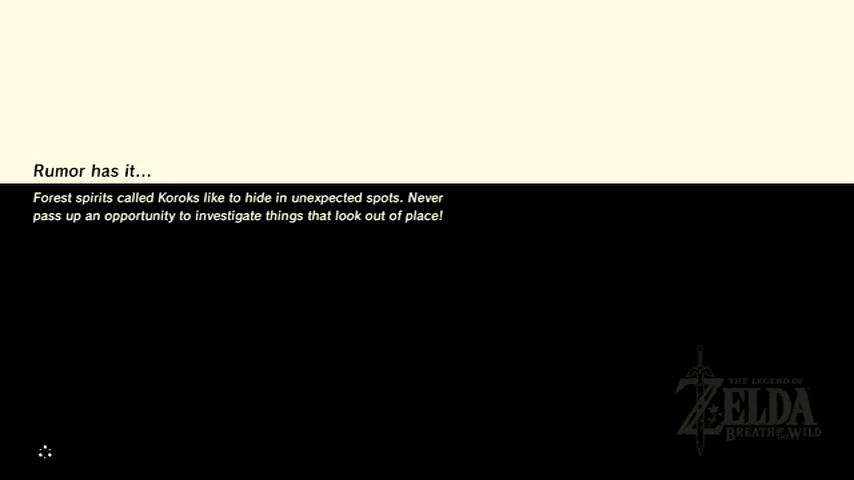 Rumor has it...
Forest spirits called Koroks like to hide in unexpected spots. Never
pass up an opportunity to investigate things that look out of place!
THE LEGEND OF
ZELDA
BREATH OF THE WILD